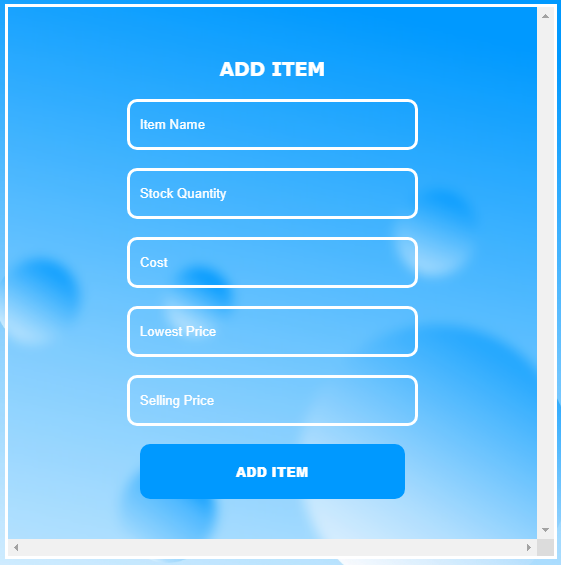 ADD ITEM
Item Name
Stock Quantity
Cost
Lowest Price
Selling Price
ADD ITEM